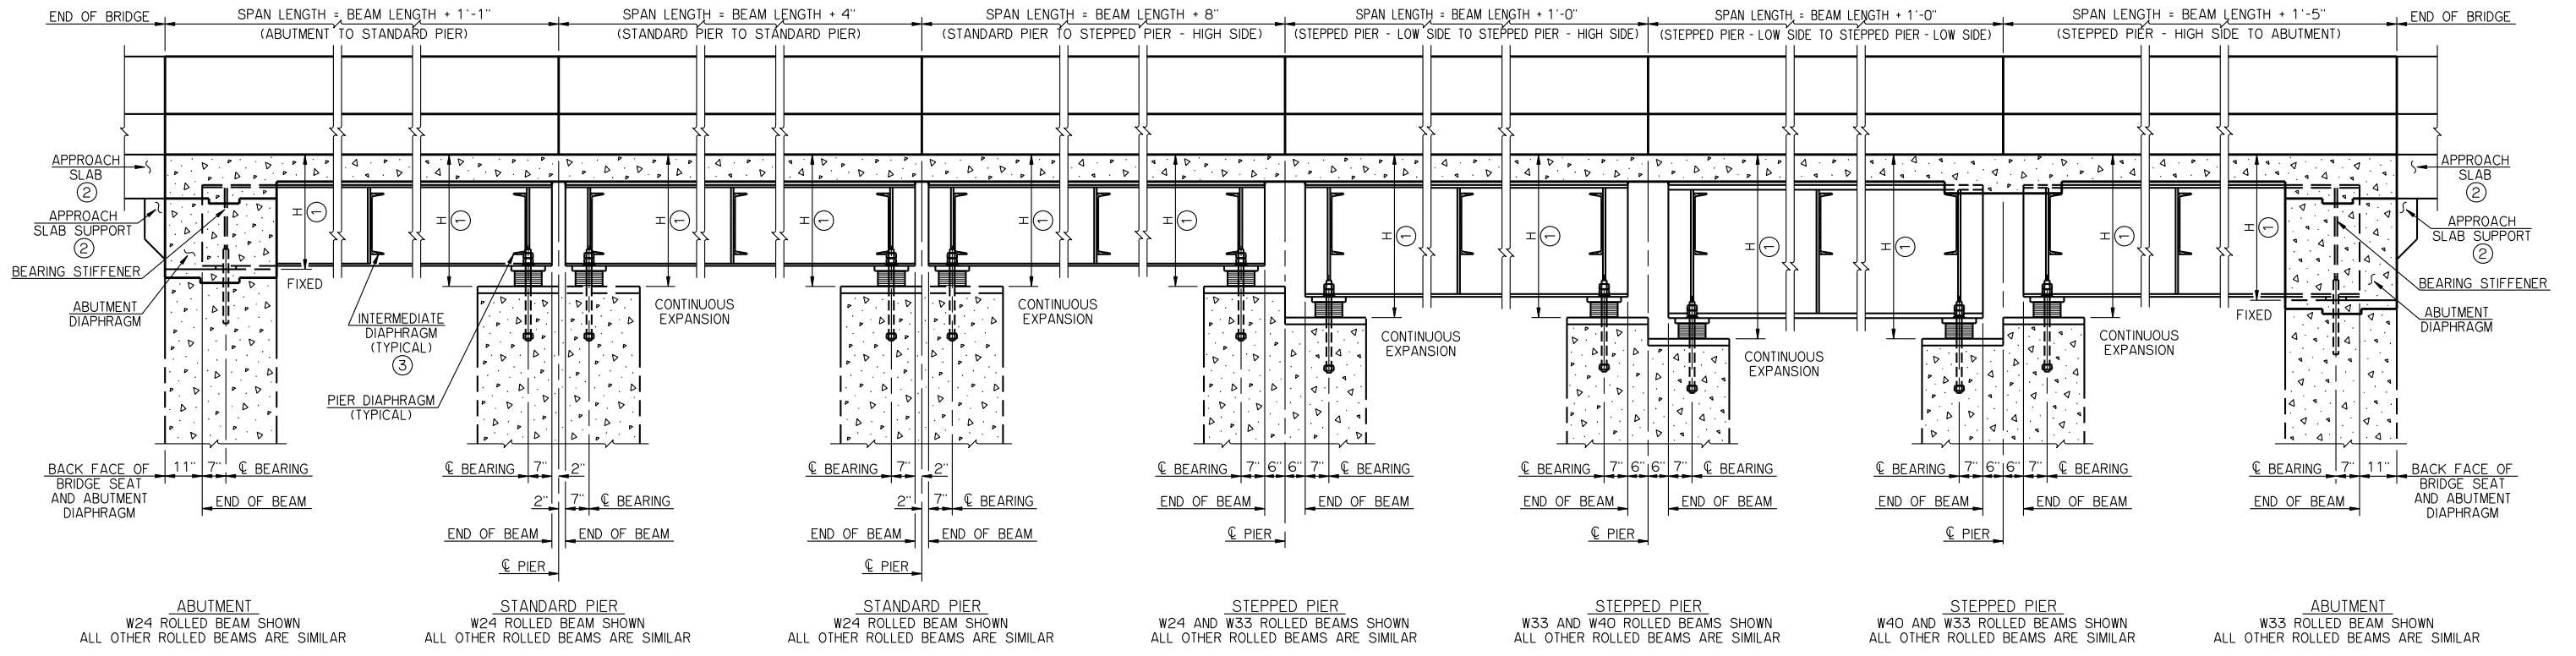 END OF BRIDGE
SPAN LENGTH = BEAM LENGTH + 1'-1"
(ABUTMENT TO STANDARD PIER)
SPAN LENGTH = BEAM LENGTH + 4"
(STANDARD PIER TO STANDARD PIER)
SPAN LENGTH = BEAM LENGTH + 8"
(STANDARD PIER TO STEPPED PIER - HIGH SIDE)
SPAN LENGTH = BEAM LENGTH + 1'-0"
(STEPPED PIER - LOW SIDE TO STEPPED PIER - HIGH SIDE)
SPAN LENGTH = BEAM LENGTH + 1'-0"
(STEPPED PIER - LOW SIDE TO STEPPED PIER - LOW SIDE)
SPAN LENGTH = BEAM LENGTH + 1'-5"
(STEPPED PIER - HIGH SIDE TO ABUTMENT)
END OF BRIDGE
APPROACH
SLAB
2
APPROACH
SLAB SUPPORT
2
BEARING STIFFENER
ABUTMENT
DIAPHRAGM
H 1
FIXED
INTERMEDIATE
DIAPHRAGM
(TYPICAL)
3
PIER DIAPHRAGM
(TYPICAL)
H 1
H 1
CONTINUOUS
EXPANSION
H 1
H 1
CONTINUOUS
EXPANSION
H 1
H 1
CONTINUOUS
EXPANSION
H 1
H 1
CONTINUOUS
EXPANSION
H 1
H 1
CONTINUOUS
EXPANSION
H 1
FIXED
APPROACH
SLAB
2
APPROACH
SLAB SUPPORT
2
BEARING STIFFENER
ABUTMENT
DIAPHRAGM
BACK FACE OF
BRIDGE SEAT
AND ABUTMENT
DIAPHRAGM
11" 7" ℄ BEARING
END OF BEAM
℄ BEARING 7" 2"
2" 7" ℄ BEARING
END OF BEAM END OF BEAM
℄ PIER
℄ BEARING 7" 2"
2" 7" ℄ BEARING
END OF BEAM END OF BEAM
℄ PIER
℄ BEARING 7" 6" 6" 7" ℄ BEARING
END OF BEAM END OF BEAM
℄ PIER
℄ BEARING 7" 6" 6" 7" ℄ BEARING
END OF BEAM END OF BEAM
℄ PIER
℄ BEARING 7" 6" 6" 7" ℄ BEARING
END OF BEAM END OF BEAM
℄ PIER
℄ BEARING 7" 11"
END OF BEAM
BACK FACE OF
BRIDGE SEAT
AND ABUTMENT
DIAPHRAGM
ABUTMENT
W24 ROLLED BEAM SHOWN
ALL OTHER ROLLED BEAMS ARE SIMILAR
STANDARD PIER
W24 ROLLED BEAM SHOWN
ALL OTHER ROLLED BEAMS ARE SIMILAR
STANDARD PIER
W24 ROLLED BEAM SHOWN
ALL OTHER ROLLED BEAMS ARE SIMILAR
STEPPED PIER
W24 AND W33 ROLLED BEAMS SHOWN
ALL OTHER ROLLED BEAMS ARE SIMILAR
STEPPED PIER
W33 AND W40 ROLLED BEAMS SHOWN
ALL OTHER ROLLED BEAMS ARE SIMILAR
STEPPED PIER
W40 AND W33 ROLLED BEAMS SHOWN
ALL OTHER ROLLED BEAMS ARE SIMILAR
ABUTMENT
W33 ROLLED BEAM SHOWN
ALL OTHER ROLLED BEAMS ARE SIMILAR